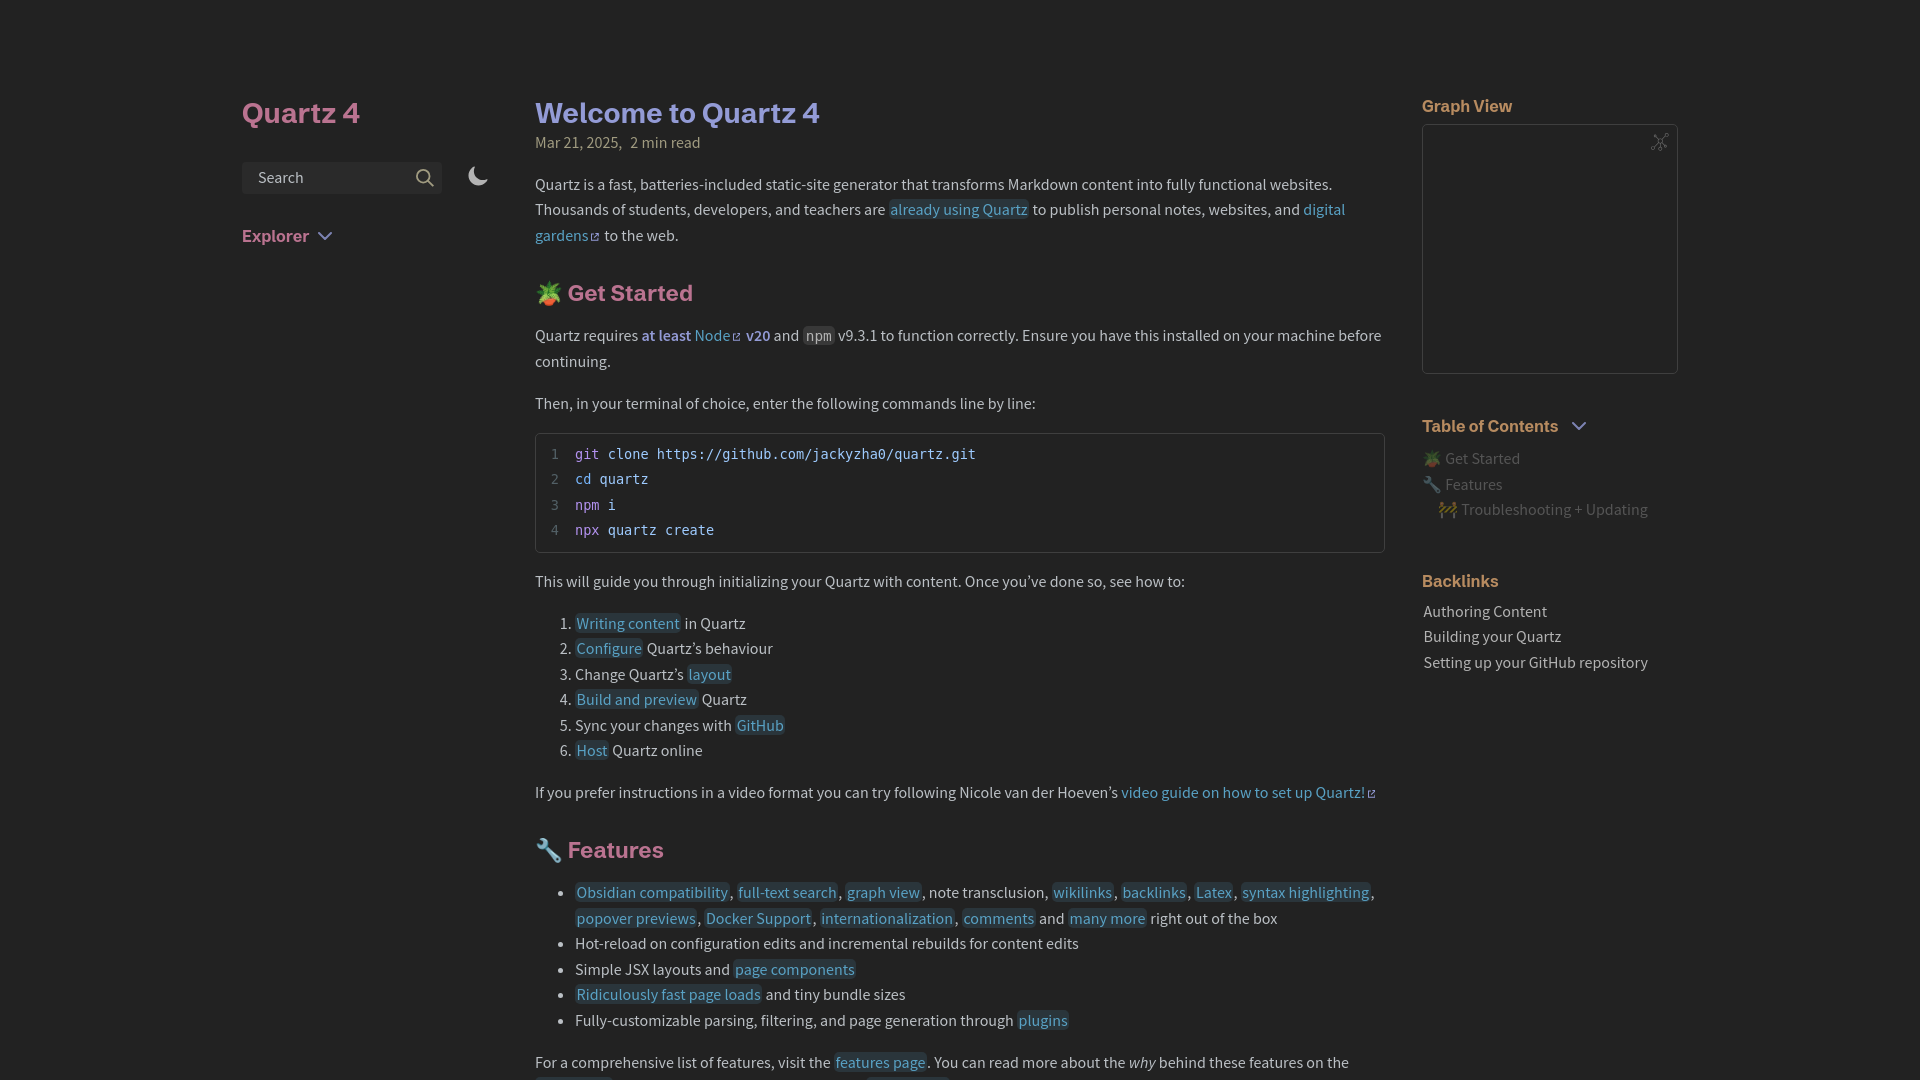 Quartz 4
Search
Explorer
Welcome to Quartz 4
Mar 21, 2025, 2 min read
Quartz is a fast, batteries-included static-site generator that transforms Markdown content into fully functional websites.
Thousands of students, developers, and teachers are already using Quartz to publish personal notes, websites, and digital
gardens to the web.
🪴 Get Started
Quartz requires at least Node v20 and npm v9.3.1 to function correctly. Ensure you have this installed on your machine before
continuing.
Then, in your terminal of choice, enter the following commands line by line:
1 git clone https://github.com/jackyzha0/quartz.git
2 cd quartz
3 npm i
4 npx quartz create
This will guide you through initializing your Quartz with content. Once you’ve done so, see how to:
1. Writing content in Quartz
2. Configure Quartz’s behaviour
3. Change Quartz’s layout
4. Build and preview Quartz
5. Sync your changes with GitHub
6. Host Quartz online
If you prefer instructions in a video format you can try following Nicole van der Hoeven’s video guide on how to set up Quartz!
🔧 Features
• Obsidian compatibility, full-text search, graph view, note transclusion, wikilinks, backlinks, Latex, syntax highlighting,
popover previews, Docker Support, internationalization, comments and many more right out of the box
• Hot-reload on configuration edits and incremental rebuilds for content edits
• Simple JSX layouts and page components
• Ridiculously fast page loads and tiny bundle sizes
• Fully-customizable parsing, filtering, and page generation through plugins
For a comprehensive list of features, visit the features page. You can read more about the why behind these features on the
Graph View
Table of Contents
🪴 Get Started
🔧 Features
🚧 Troubleshooting + Updating
Backlinks
Authoring Content
Building your Quartz
Setting up your GitHub repository